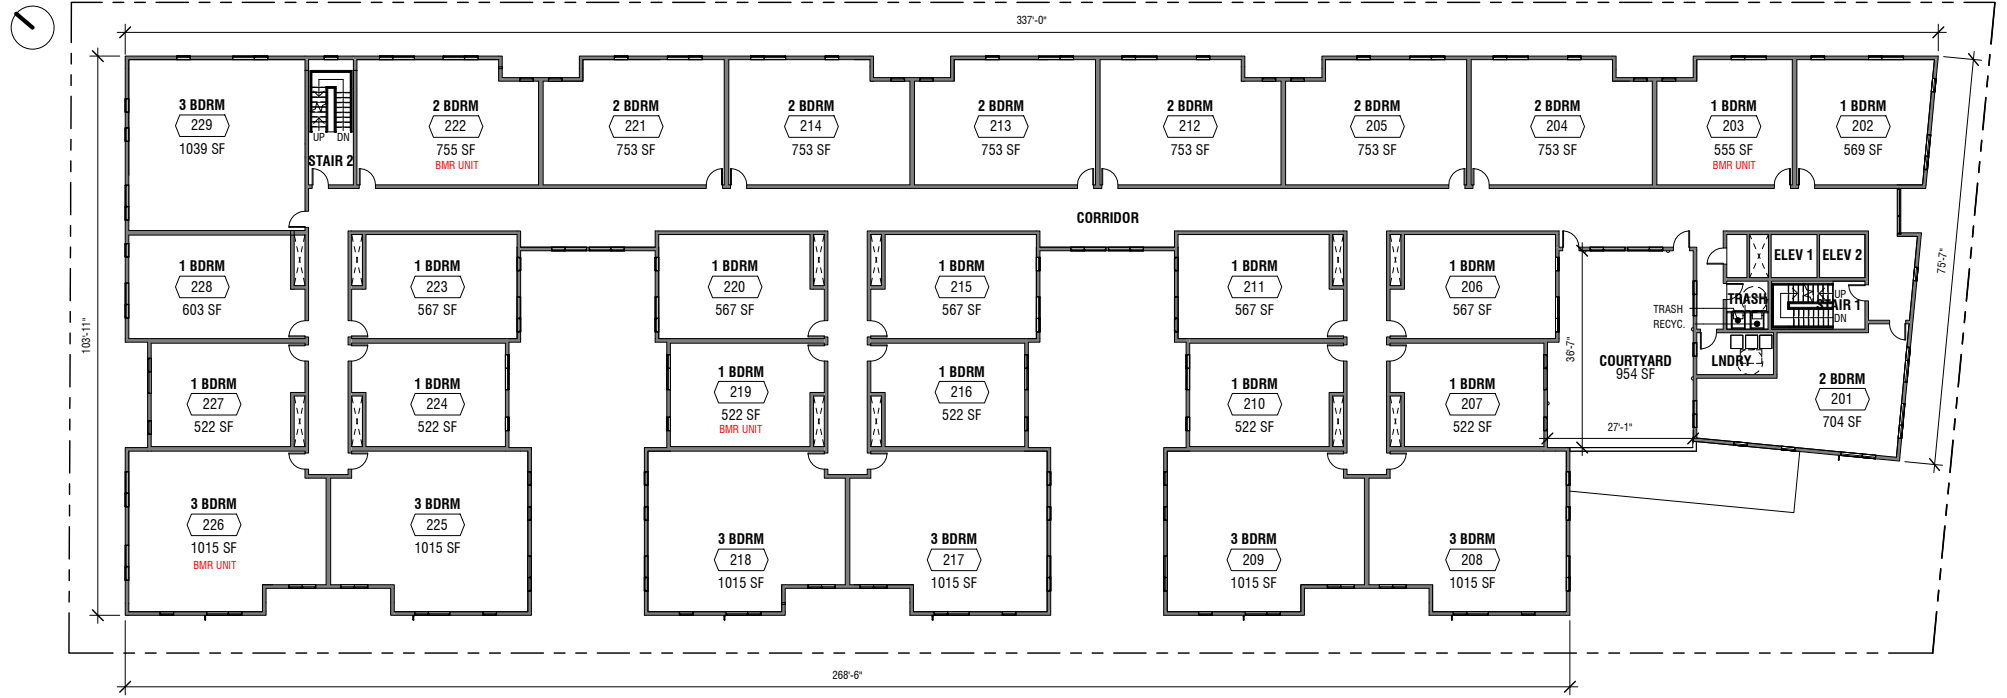 337'-0"
3 BDRM
229
1039 SF
UP
DN
STAIR 2
2 BDRM
222
755 SF
BMR UNIT
2 BDRM
221
753 SF
2 BDRM
214
753 SF
2 BDRM
213
753 SF
2 BDRM
212
753 SF
2 BDRM
205
753 SF
2 BDRM
204
753 SF
1 BDRM
203
555 SF
BMR UNIT
1 BDRM
202
569 SF
CORRIDOR
103'-11"
75'-7"
1 BDRM
228
603 SF
1 BDRM
223
567 SF
1 BDRM
220
567 SF
1 BDRM
215
567 SF
1 BDRM
211
567 SF
1 BDRM
206
567 SF
ELEV 1
ELEV 2
TRASH
UP
STAIR 1
DN
TRASH
RECYC.
36'-7"
COURTYARD
954 SF
LNDRY
1 BDRM
227
522 SF
1 BDRM
224
522 SF
1 BDRM
219
522 SF
BMR UNIT
1 BDRM
216
522 SF
1 BDRM
210
522 SF
1 BDRM
207
522 SF
27'-1"
2 BDRM
201
704 SF
3 BDRM
226
1015 SF
BMR UNIT
3 BDRM
225
1015 SF
3 BDRM
218
1015 SF
3 BDRM
217
1015 SF
3 BDRM
209
1015 SF
3 BDRM
208
1015 SF
268'-6"